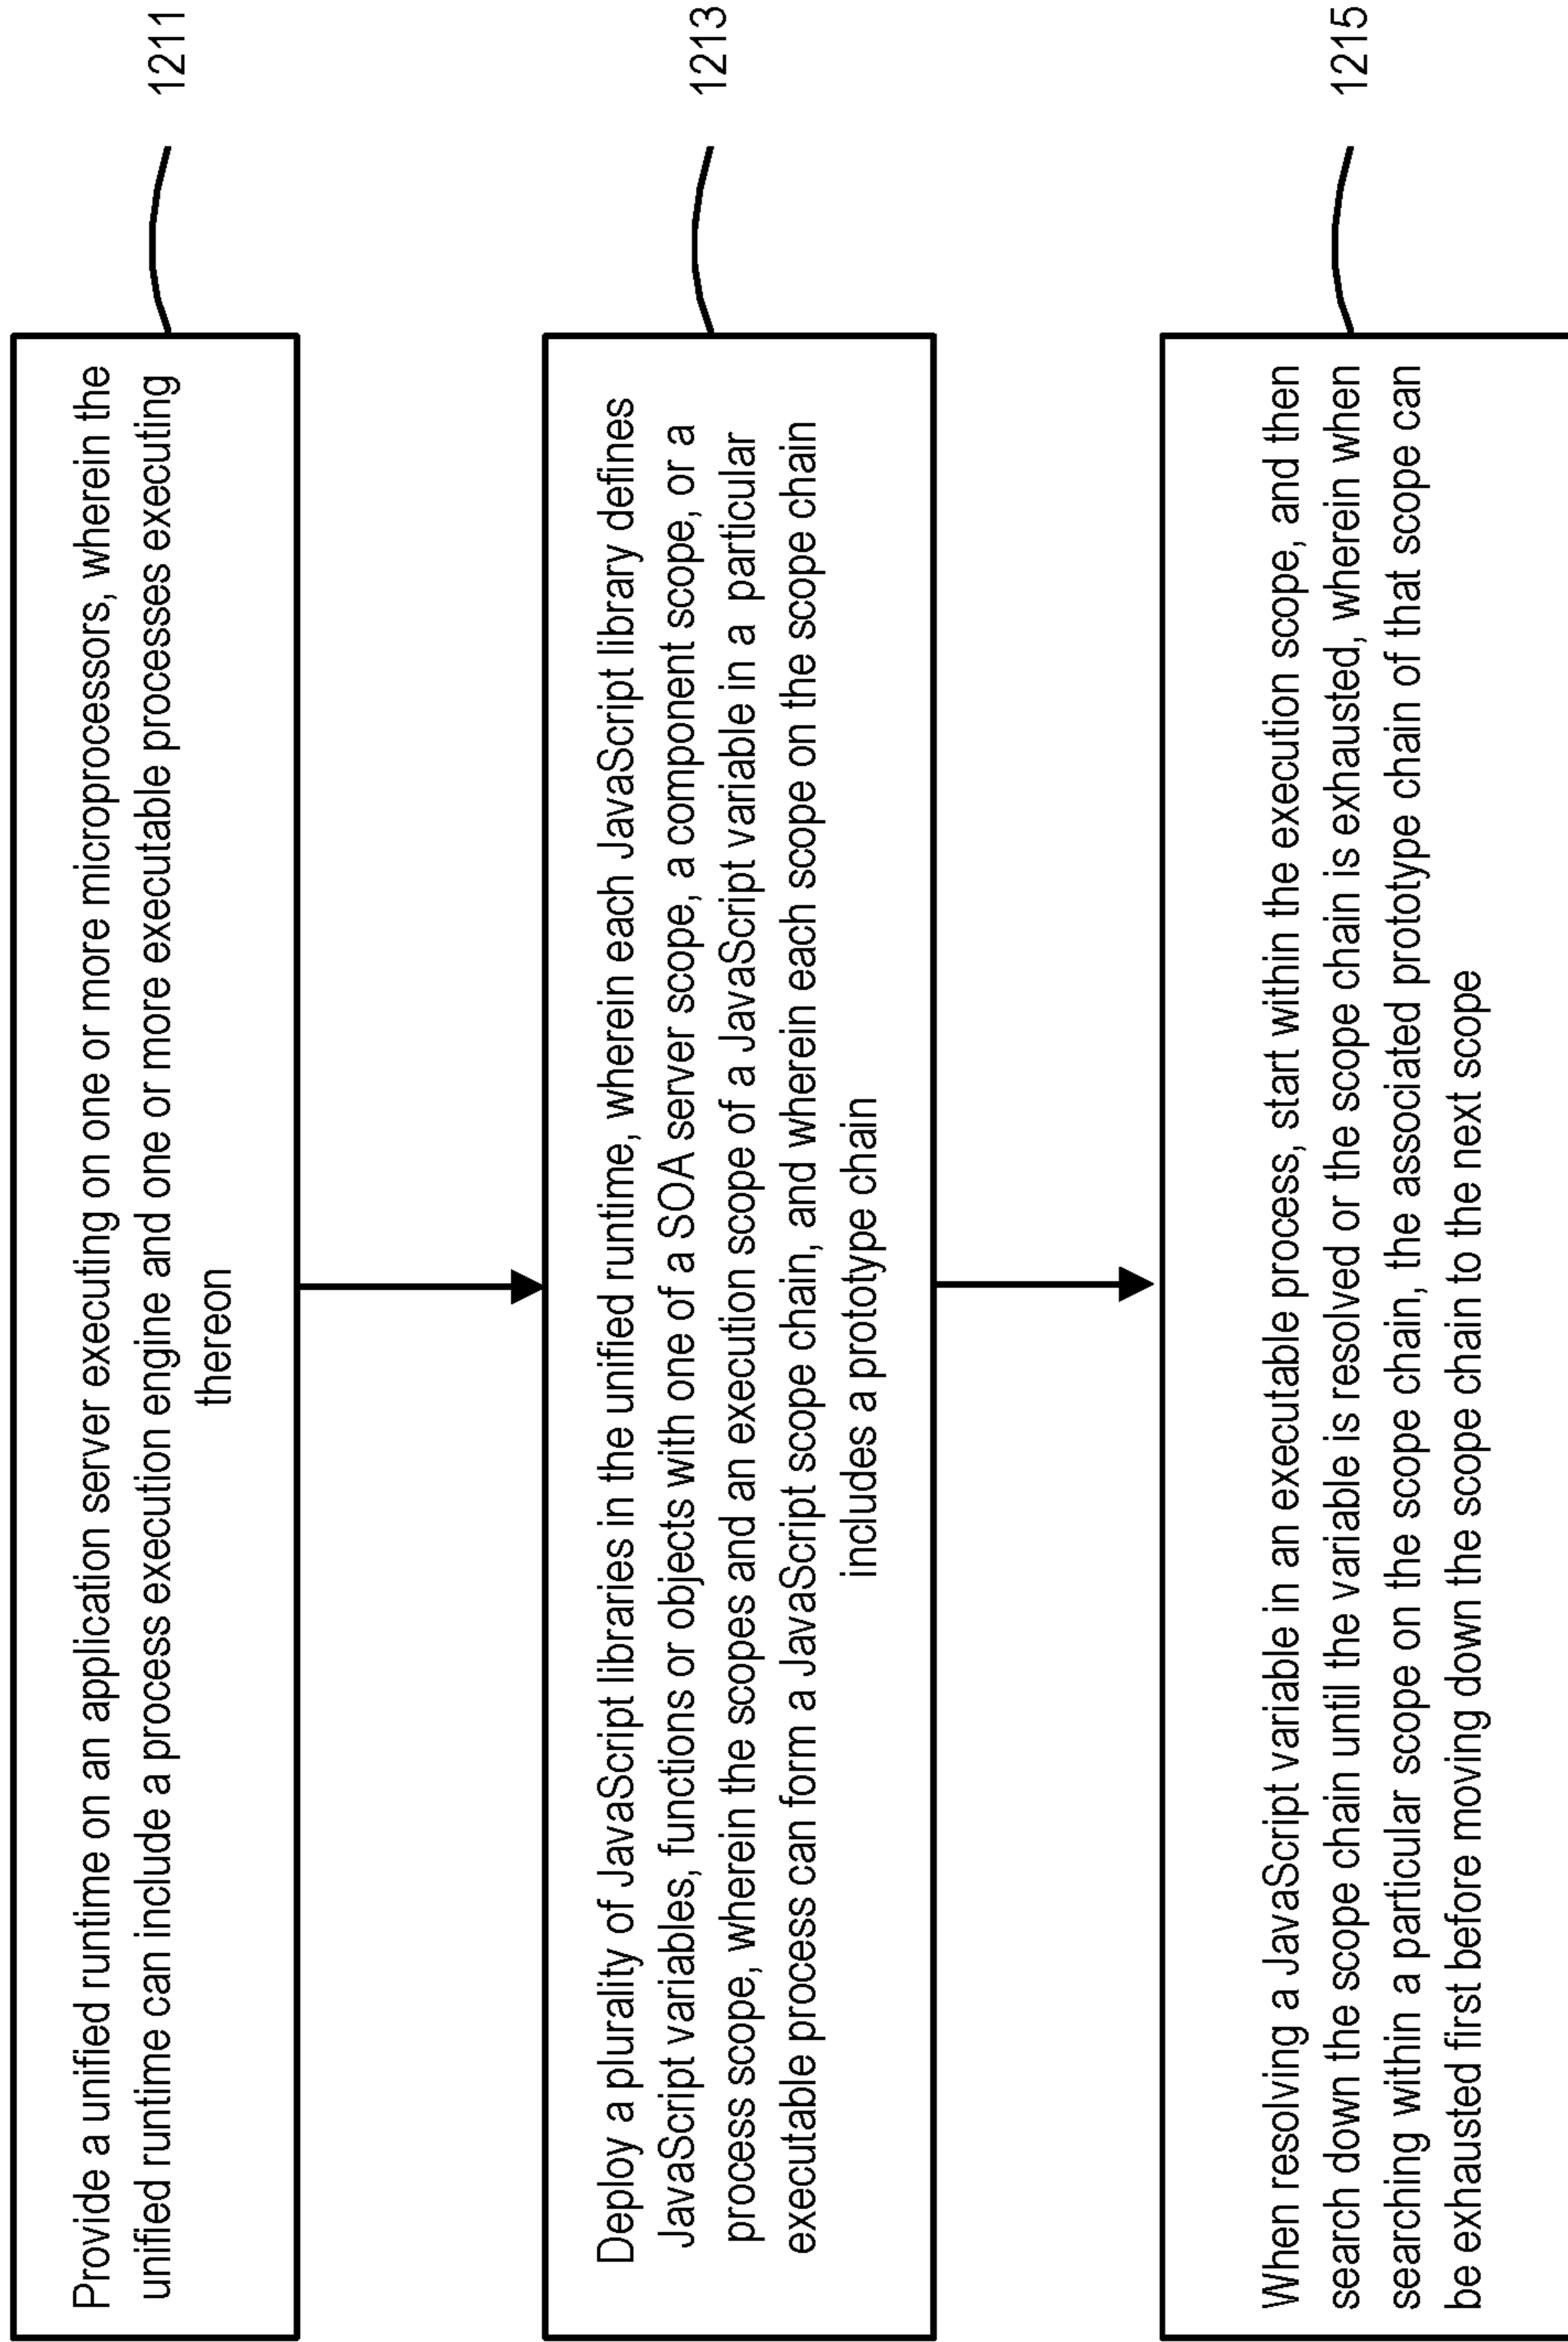 Provide a unified runtime on an application server executing on one or more microprocessors, wherein the
unified runtime can include a process execution engine and one or more executable processes executing
thereon
1211
Deploy a plurality of JavaScript libraries in the unified runtime, wherein each JavaScript library defines
JavaScript variables, functions or objects with one of a SOA server scope, a component scope, or a
process scope, wherein the scopes and an execution scope of a JavaScript variable in a particular
executable process can form a JavaScript scope chain, and wherein each scope on the scope chain
includes a prototype chain
1213
When resolving a JavaScript variable in an executable process, start within the execution scope, and then
search down the scope chain until the variable is resolved or the scope chain is exhausted, wherein when
searching within a particular scope on the scope chain, the associated prototype chain of that scope can
be exhausted first before moving down the scope chain to the next scope
1215